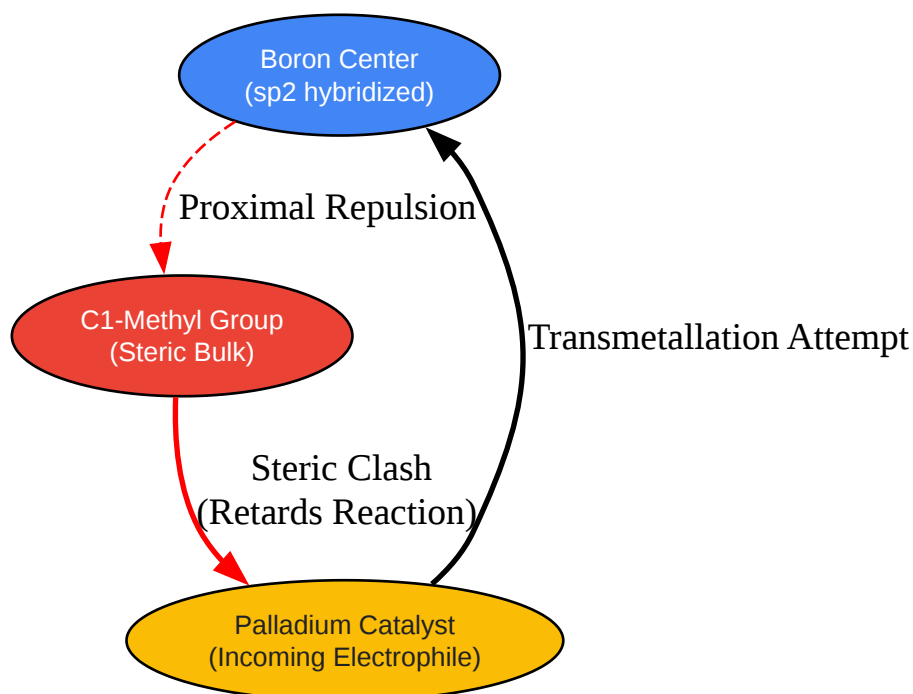 Boron Center
(sp2 hybridized)
Proximal Repulsion
C1-Methyl Group
(Steric Bulk)
Transmetallation Attempt
Steric Clash
(Retards Reaction)
Palladium Catalyst
(Incoming Electrophile)